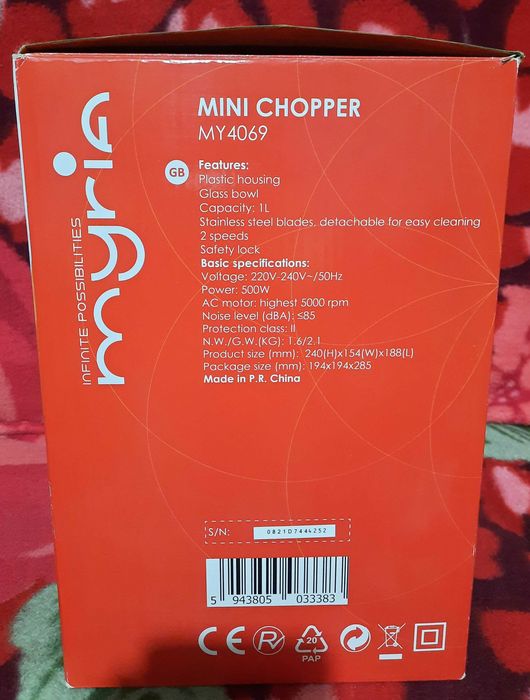 myria
INFINITE POSSIBILITIES
MINI CHOPPER
MY4069
GB
Features:
Plastic housing
Glass bowl
Capacity: 1L
Stainless steel blades, detachable for easy cleaning
2 speeds
Safety lock
Basic specifications:
Voltage: 220V-240V~/50Hz
Power: 500W
AC motor: highest 5000 rpm
Noise level (dBA): ≤85
Protection class: II
N.W./G.W.(KG): 1.6/2.1
Product size (mm): 240(H)x154(W)x188(L)
Package size (mm): 194x194x285
Made in P.R. China
S/N: 0821D7444252
5 943805 033383
CE
20
PAP